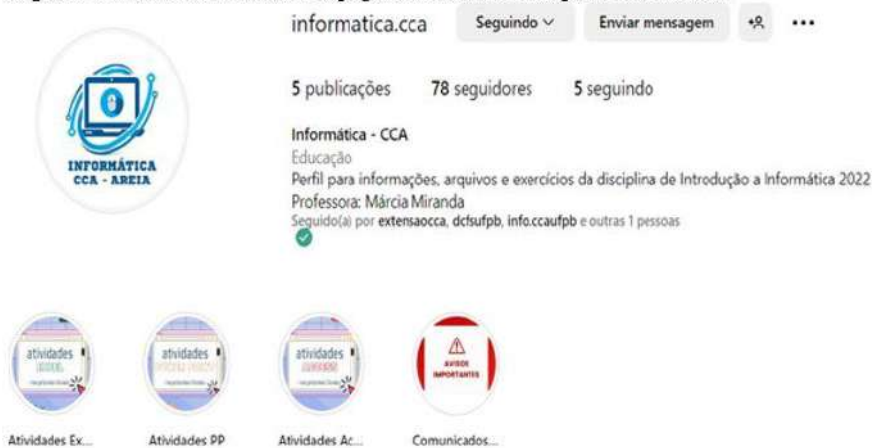 informatica.cca Seguindo Enviar mensagem
5 publicações 78 seguidores 5 seguindo
Informática - CCA
Educação
Perfil para informações, arquivos e exercícios da disciplina de Introdução a Informática 2022
Professora: Márcia Miranda
Seguido(a) por extensaocca, dcfsufpb, info.ccaufpb e outras 1 pessoas
INFORMÁTICA
CCA - AREIA
atividades atividades atividades
AVISOS
IMPORTANTES
Atividades Ex... Atividades PP Atividades Ac... Comunicados...